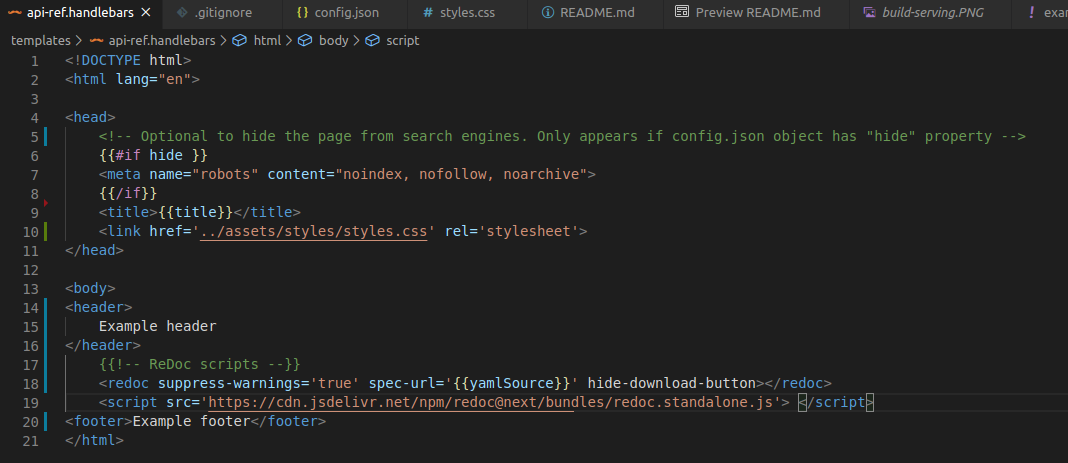 api-ref.handlebars × .gitignore {} config.json # styles.css README.md Preview README.md build-serving.PNG ! exar
templates > api-ref.handlebars > html > body > script
1 <!DOCTYPE html>
2 <html lang="en">
3
4 <head>
5 <!-- Optional to hide the page from search engines. Only appears if config.json object has "hide" property -->
6 {{#if hide }}
7 <meta name="robots" content="noindex, nofollow, noarchive">
8 {{/if}}
9 <title>{{title}}</title>
10 <link href='../assets/styles/styles.css' rel='stylesheet'>
11 </head>
12
13 <body>
14 <header>
15 Example header
16 </header>
17 {{!-- ReDoc scripts --}}
18 <redoc suppress-warnings='true' spec-url='{{yamlSource}}' hide-download-button></redoc>
19 <script src='https://cdn.jsdelivr.net/npm/redoc@next/bundles/redoc.standalone.js'> </script>
20 <footer>Example footer</footer>
21 </html>